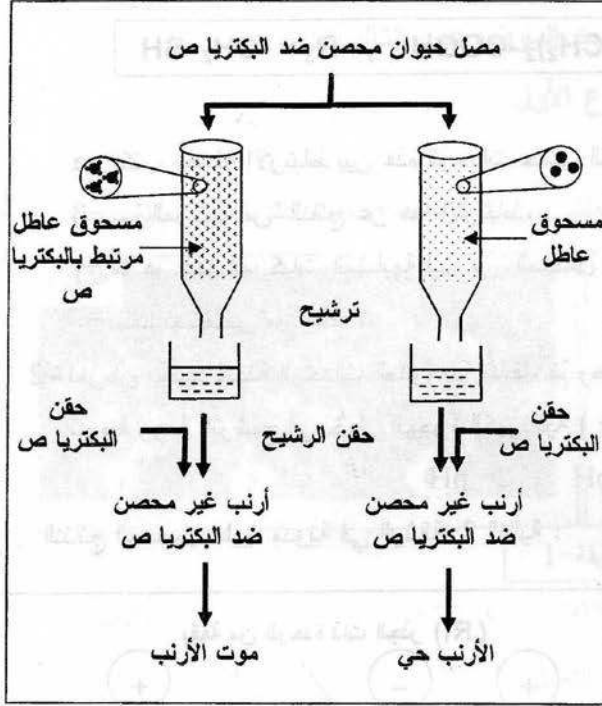 مصل حيوان محصن ضد البكتريا ص
مسحوق عاطل
مسحوق عاطل
مرتبط بالبكتريا
ص
ترشيح
حقن
البكتريا ص
حقن الرشيح
حقن
البكتريا ص
أرنب غير محصن
ضد البكتريا ص
أرنب غير محصن
ضد البكتريا ص
الأرنب حي
موت الأرنب